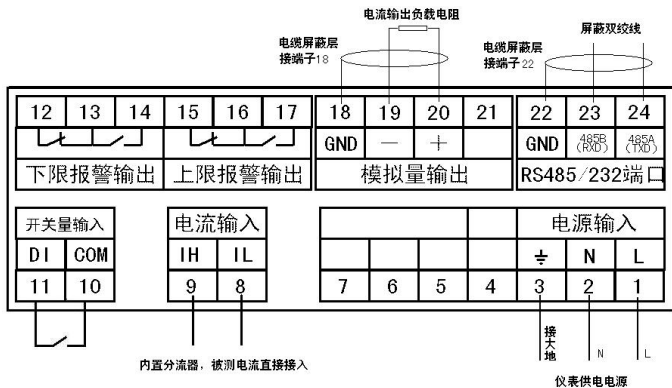 电流输出负载电阻
电缆屏蔽层
接端子18
屏蔽双绞线
电缆屏蔽层
接端子22
12 13 14 15 16 17 18 19 20 21 22 23 24
GND — + GND 485B (RXD) 485A (TXD)
下限报警输出 上限报警输出 模拟量输出 RS485/232端口
开关量输入 电流输入 电源输入
DI COM IH IL N L
11 10 9 8 7 6 5 4 3 2 1
接大地 N L
内置分流器，被测电流直接接入
仪表供电电源